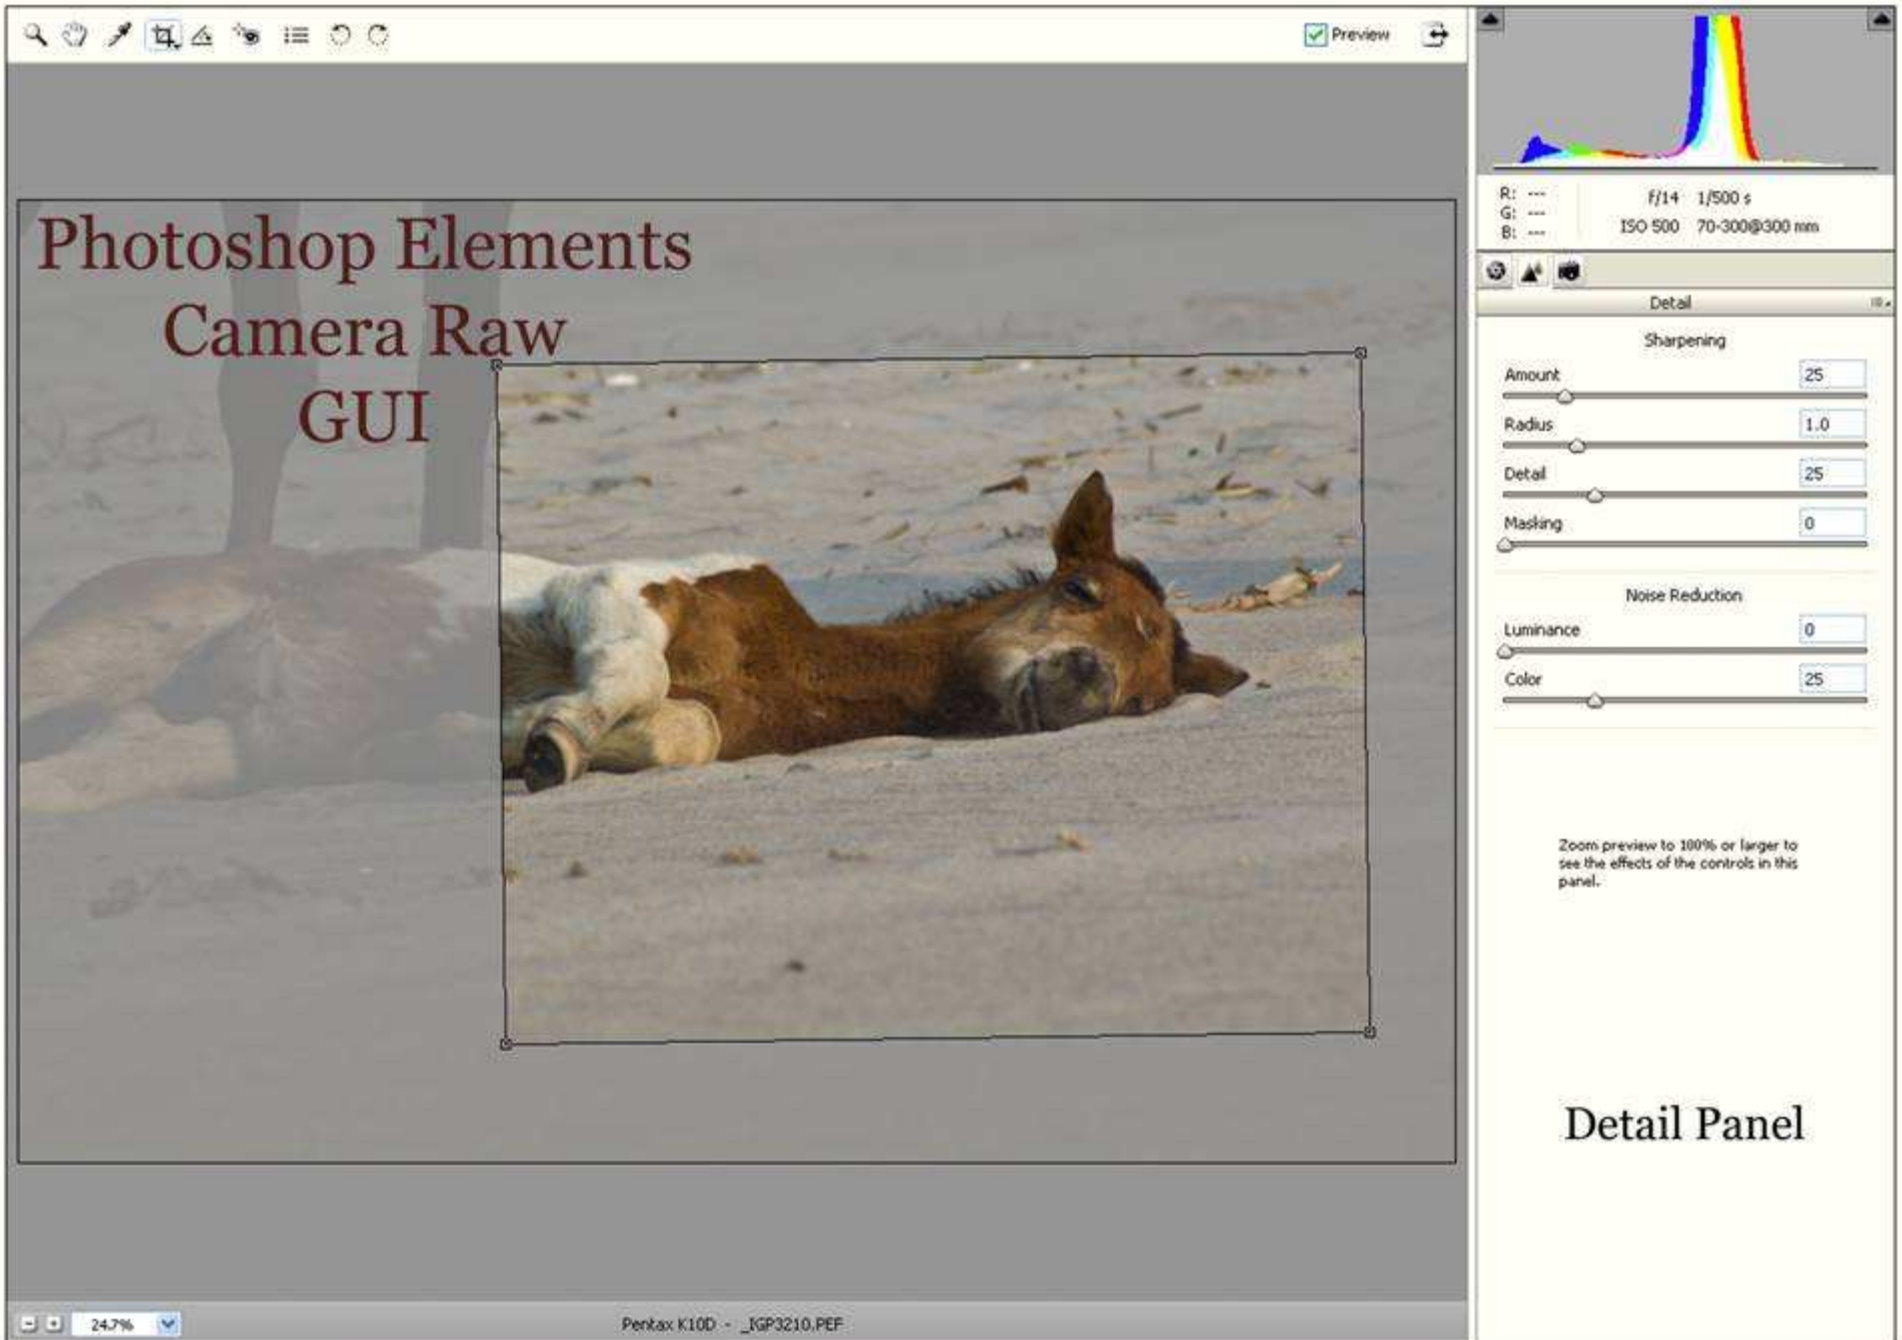 Preview
R: ---
G: ---
B: ---
f/14 1/500 s
ISO 500 70-300@300 mm
Photoshop Elements
Camera Raw
GUI
Detail
Sharpening
Amount 25
Radius 1.0
Detail 25
Masking 0
Noise Reduction
Luminance 0
Color 25
Zoom preview to 100% or larger to
see the effects of the controls in this
panel.
Detail Panel
24.7%
Pentax K10D - _IGP3210.PEF